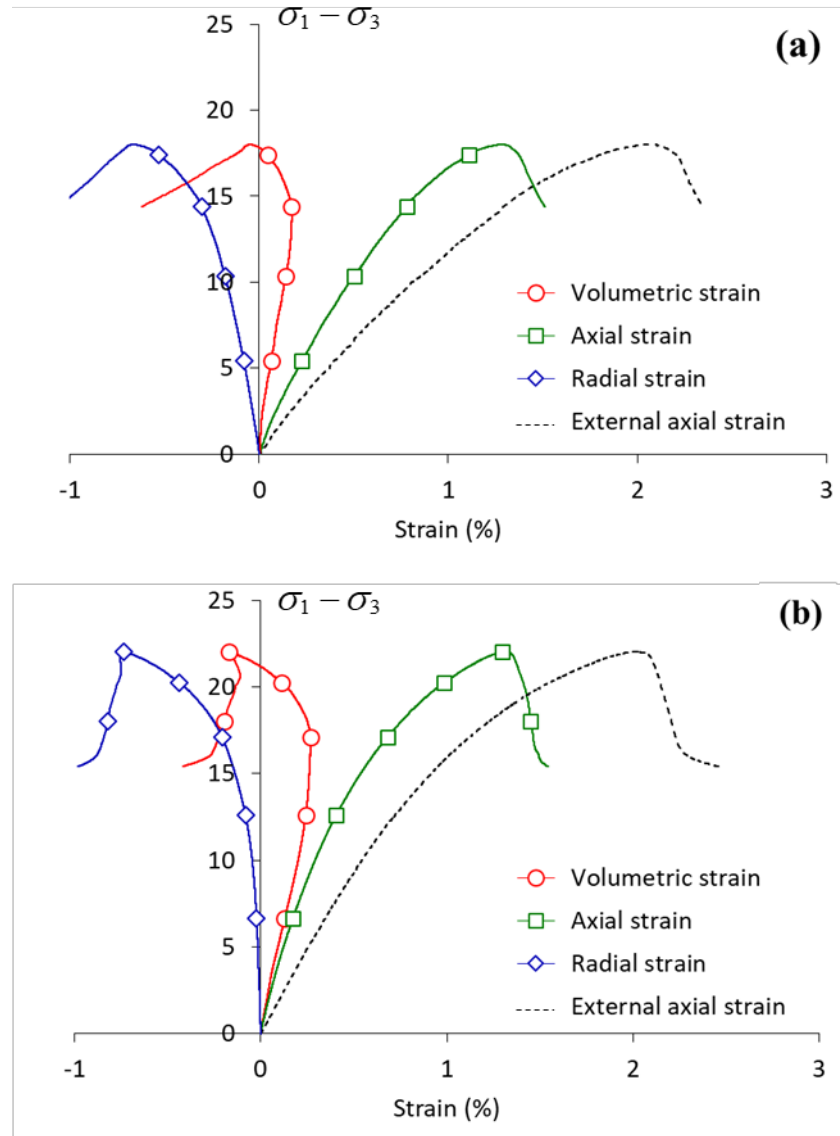 σ₁ − σ₃
(a)
25
20
15
10
5
0
-1 0 1 2 3
Strain (%)
Volumetric strain
Axial strain
Radial strain
External axial strain
σ₁ − σ₃
(b)
25
20
15
10
5
0
-1 0 1 2 3
Strain (%)
Volumetric strain
Axial strain
Radial strain
External axial strain